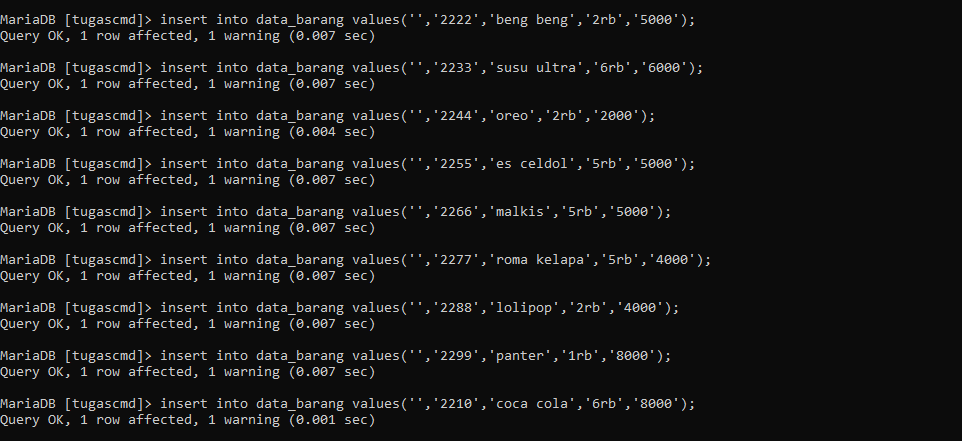 MariaDB [tugascmd]> insert into data_barang values('','2222','beng beng','2rb','5000');
Query OK, 1 row affected, 1 warning (0.007 sec)
MariaDB [tugascmd]> insert into data_barang values('','2233','susu ultra','6rb','6000');
Query OK, 1 row affected, 1 warning (0.007 sec)
MariaDB [tugascmd]> insert into data_barang values('','2244','oreo','2rb','2000');
Query OK, 1 row affected, 1 warning (0.004 sec)
MariaDB [tugascmd]> insert into data_barang values('','2255','es celdol','5rb','5000');
Query OK, 1 row affected, 1 warning (0.007 sec)
MariaDB [tugascmd]> insert into data_barang values('','2266','malkis','5rb','5000');
Query OK, 1 row affected, 1 warning (0.007 sec)
MariaDB [tugascmd]> insert into data_barang values('','2277','roma kelapa','5rb','4000');
Query OK, 1 row affected, 1 warning (0.007 sec)
MariaDB [tugascmd]> insert into data_barang values('','2288','lolipop','2rb','4000');
Query OK, 1 row affected, 1 warning (0.007 sec)
MariaDB [tugascmd]> insert into data_barang values('','2299','panter','1rb','8000');
Query OK, 1 row affected, 1 warning (0.007 sec)
MariaDB [tugascmd]> insert into data_barang values('','2210','coca cola','6rb','8000');
Query OK, 1 row affected, 1 warning (0.001 sec)